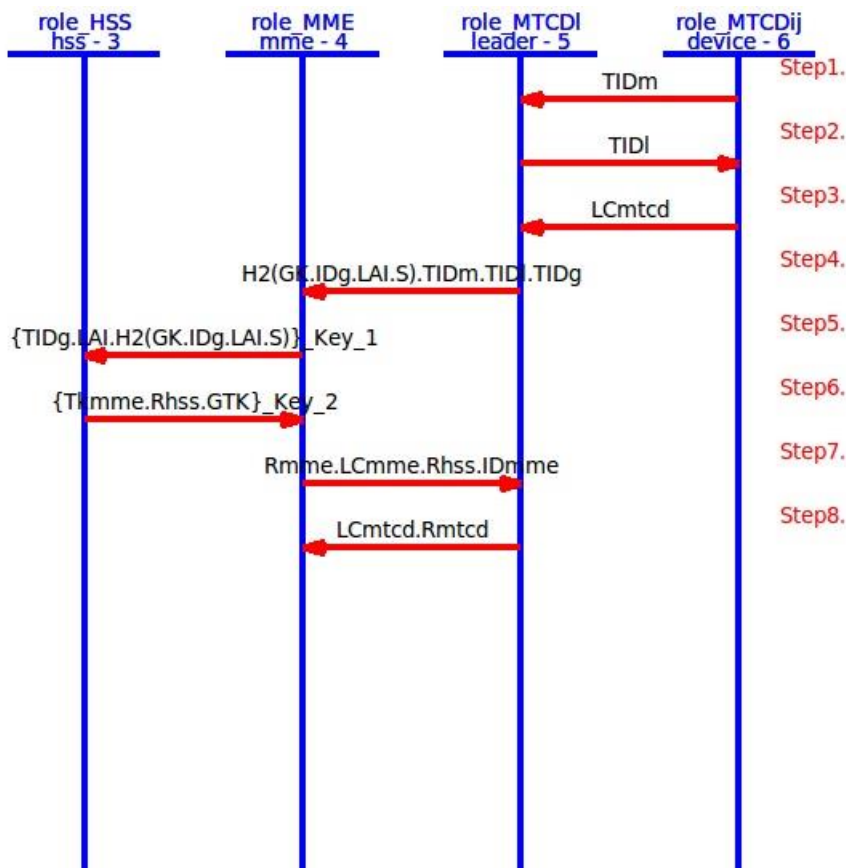 role_HSS
hss - 3
role_MME
mme - 4
role_MTCDl
leader - 5
role_MTCDij
device - 6
Step1.
TIDm
Step2.
TIDl
Step3.
LCmtcd
Step4.
H2(GK.IDg.LAI.S).TIDm.TIDl.TIDg
Step5.
{TIDg.LAI.H2(GK.IDg.LAI.S)}_Key_1
Step6.
{Tkmme.Rhss.GTK}_Key_2
Step7.
Rmme.LCmme.Rhss.IDmme
Step8.
LCmtcd.Rmtcd